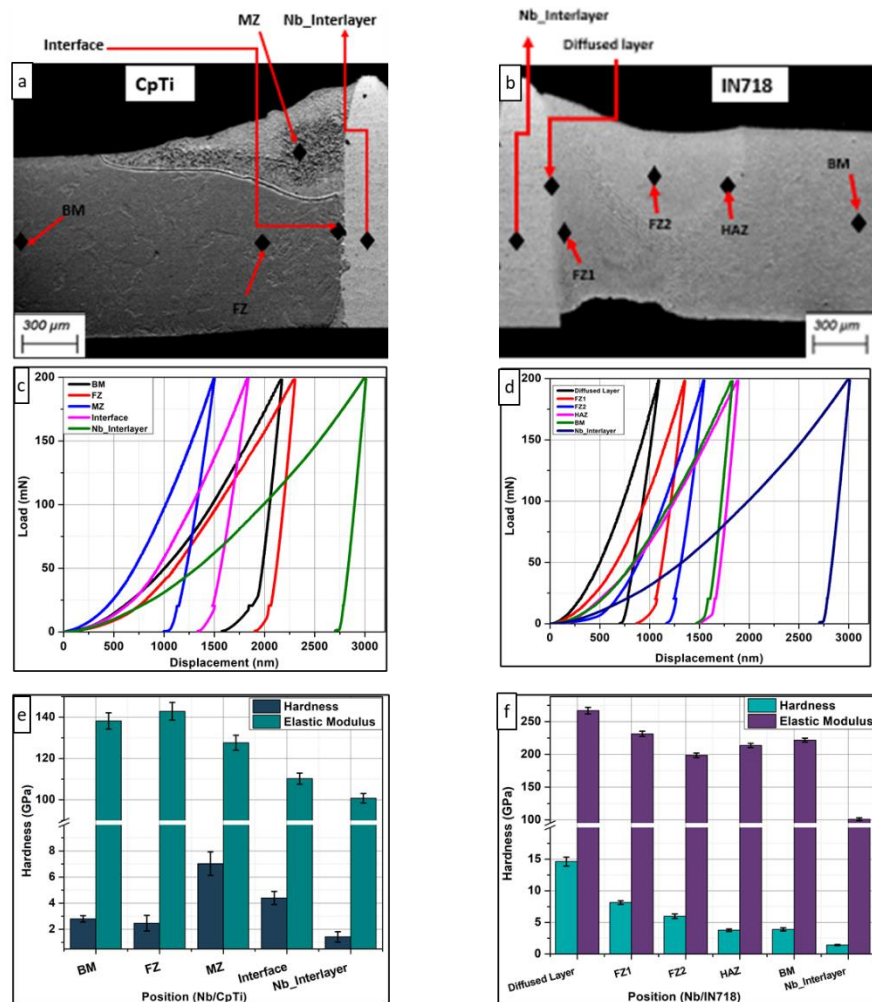 MZ
Nb_Interlayer
Interface
a
CpTi
BM
FZ
300 µm
Nb_Interlayer
Diffused layer
b
IN718
BM
FZ2
HAZ
FZ1
300 µm
c
BM
FZ
MZ
Interface
Nb_Interlayer
200
150
100
50
0
Load (mN)
0 500 1000 1500 2000 2500 3000
Displacement (nm)
d
Diffused Layer
FZ1
FZ2
HAZ
BM
Nb_Interlayer
200
150
100
50
0
Load (mN)
0 500 1000 1500 2000 2500 3000
Displacement (nm)
e
Hardness
Elastic Modulus
140
120
100
8
6
4
2
Hardness (GPa)
BM FZ MZ Interface Nb_Interlayer
Position (Nb/CpTi)
f
Hardness
Elastic Modulus
250
200
150
100
15
10
5
0
Hardness (GPa)
Diffused Layer FZ1 FZ2 HAZ BM Nb_Interlayer
Position (Nb/IN718)